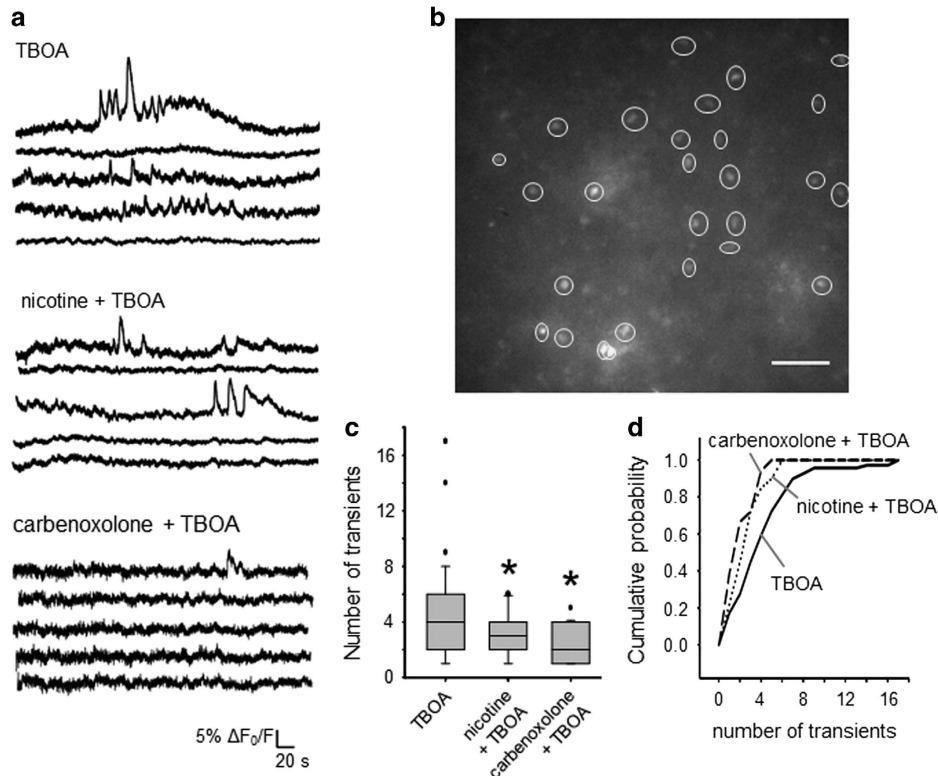 a
TBOA
nicotine + TBOA
carbenoxolone + TBOA
5% ΔF₀/F
20 s
b
c
Number of transients
16
12
8
4
0
*
*
TBOA
nicotine
+ TBOA
carbenoxolone
+ TBOA
d
carbenoxolone + TBOA
nicotine + TBOA
TBOA
Cumulative probability
1.0
0.8
0.6
0.4
0.2
0.0
0 4 8 12 16
number of transients